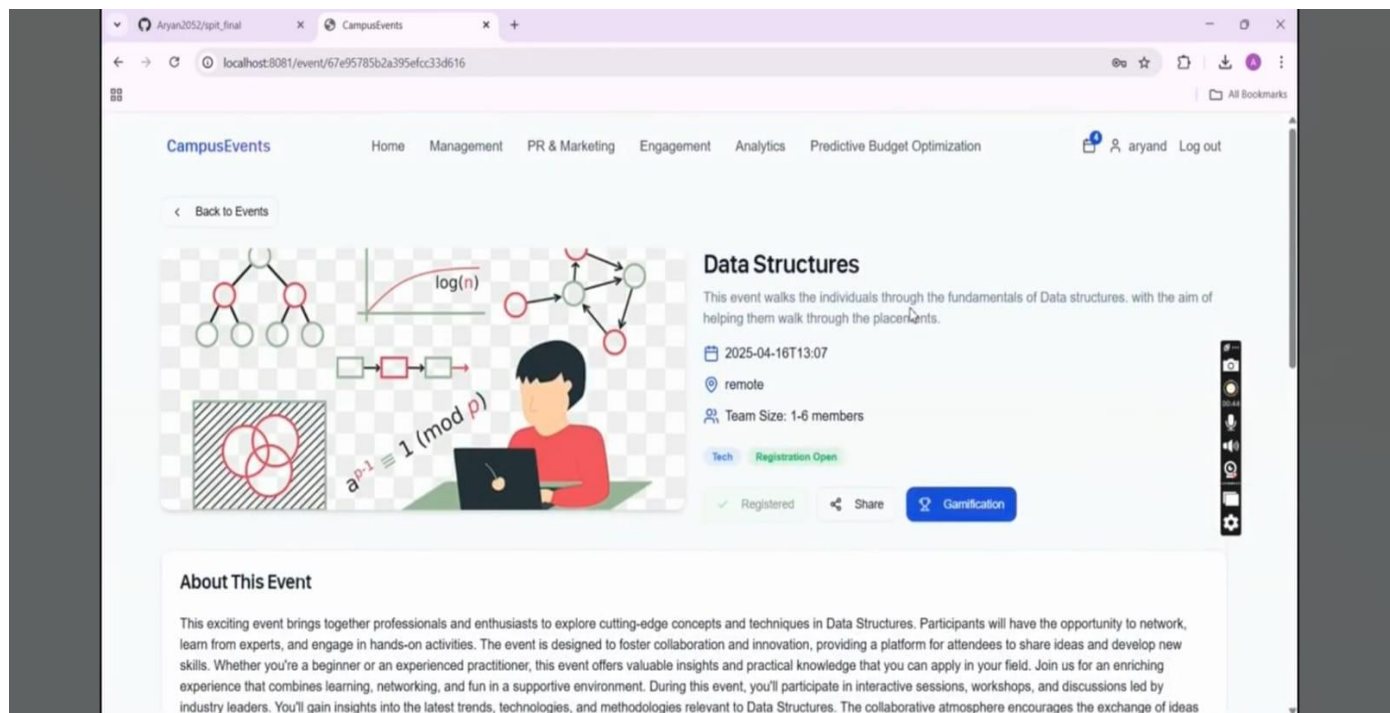 Aryan2052/spit_final
CampusEvents
localhost:8081/event/67e95785b2a395efcc33d616
A
All Bookmarks
CampusEvents
Home Management PR & Marketing Engagement Analytics Predictive Budget Optimization
4
aryand Log out
Back to Events
log(n)
a^p-1 ≡ 1 (mod p)
Data Structures
This event walks the individuals through the fundamentals of Data structures. with the aim of
helping them walk through the placements.
2025-04-16T13:07
remote
Team Size: 1-6 members
Tech Registration Open
Registered Share Gamification
00:44
About This Event
This exciting event brings together professionals and enthusiasts to explore cutting-edge concepts and techniques in Data Structures. Participants will have the opportunity to network,
learn from experts, and engage in hands-on activities. The event is designed to foster collaboration and innovation, providing a platform for attendees to share ideas and develop new
skills. Whether you're a beginner or an experienced practitioner, this event offers valuable insights and practical knowledge that you can apply in your field. Join us for an enriching
experience that combines learning, networking, and fun in a supportive environment. During this event, you'll participate in interactive sessions, workshops, and discussions led by
industry leaders. You'll gain insights into the latest trends, technologies, and methodologies relevant to Data Structures. The collaborative atmosphere encourages the exchange of ideas